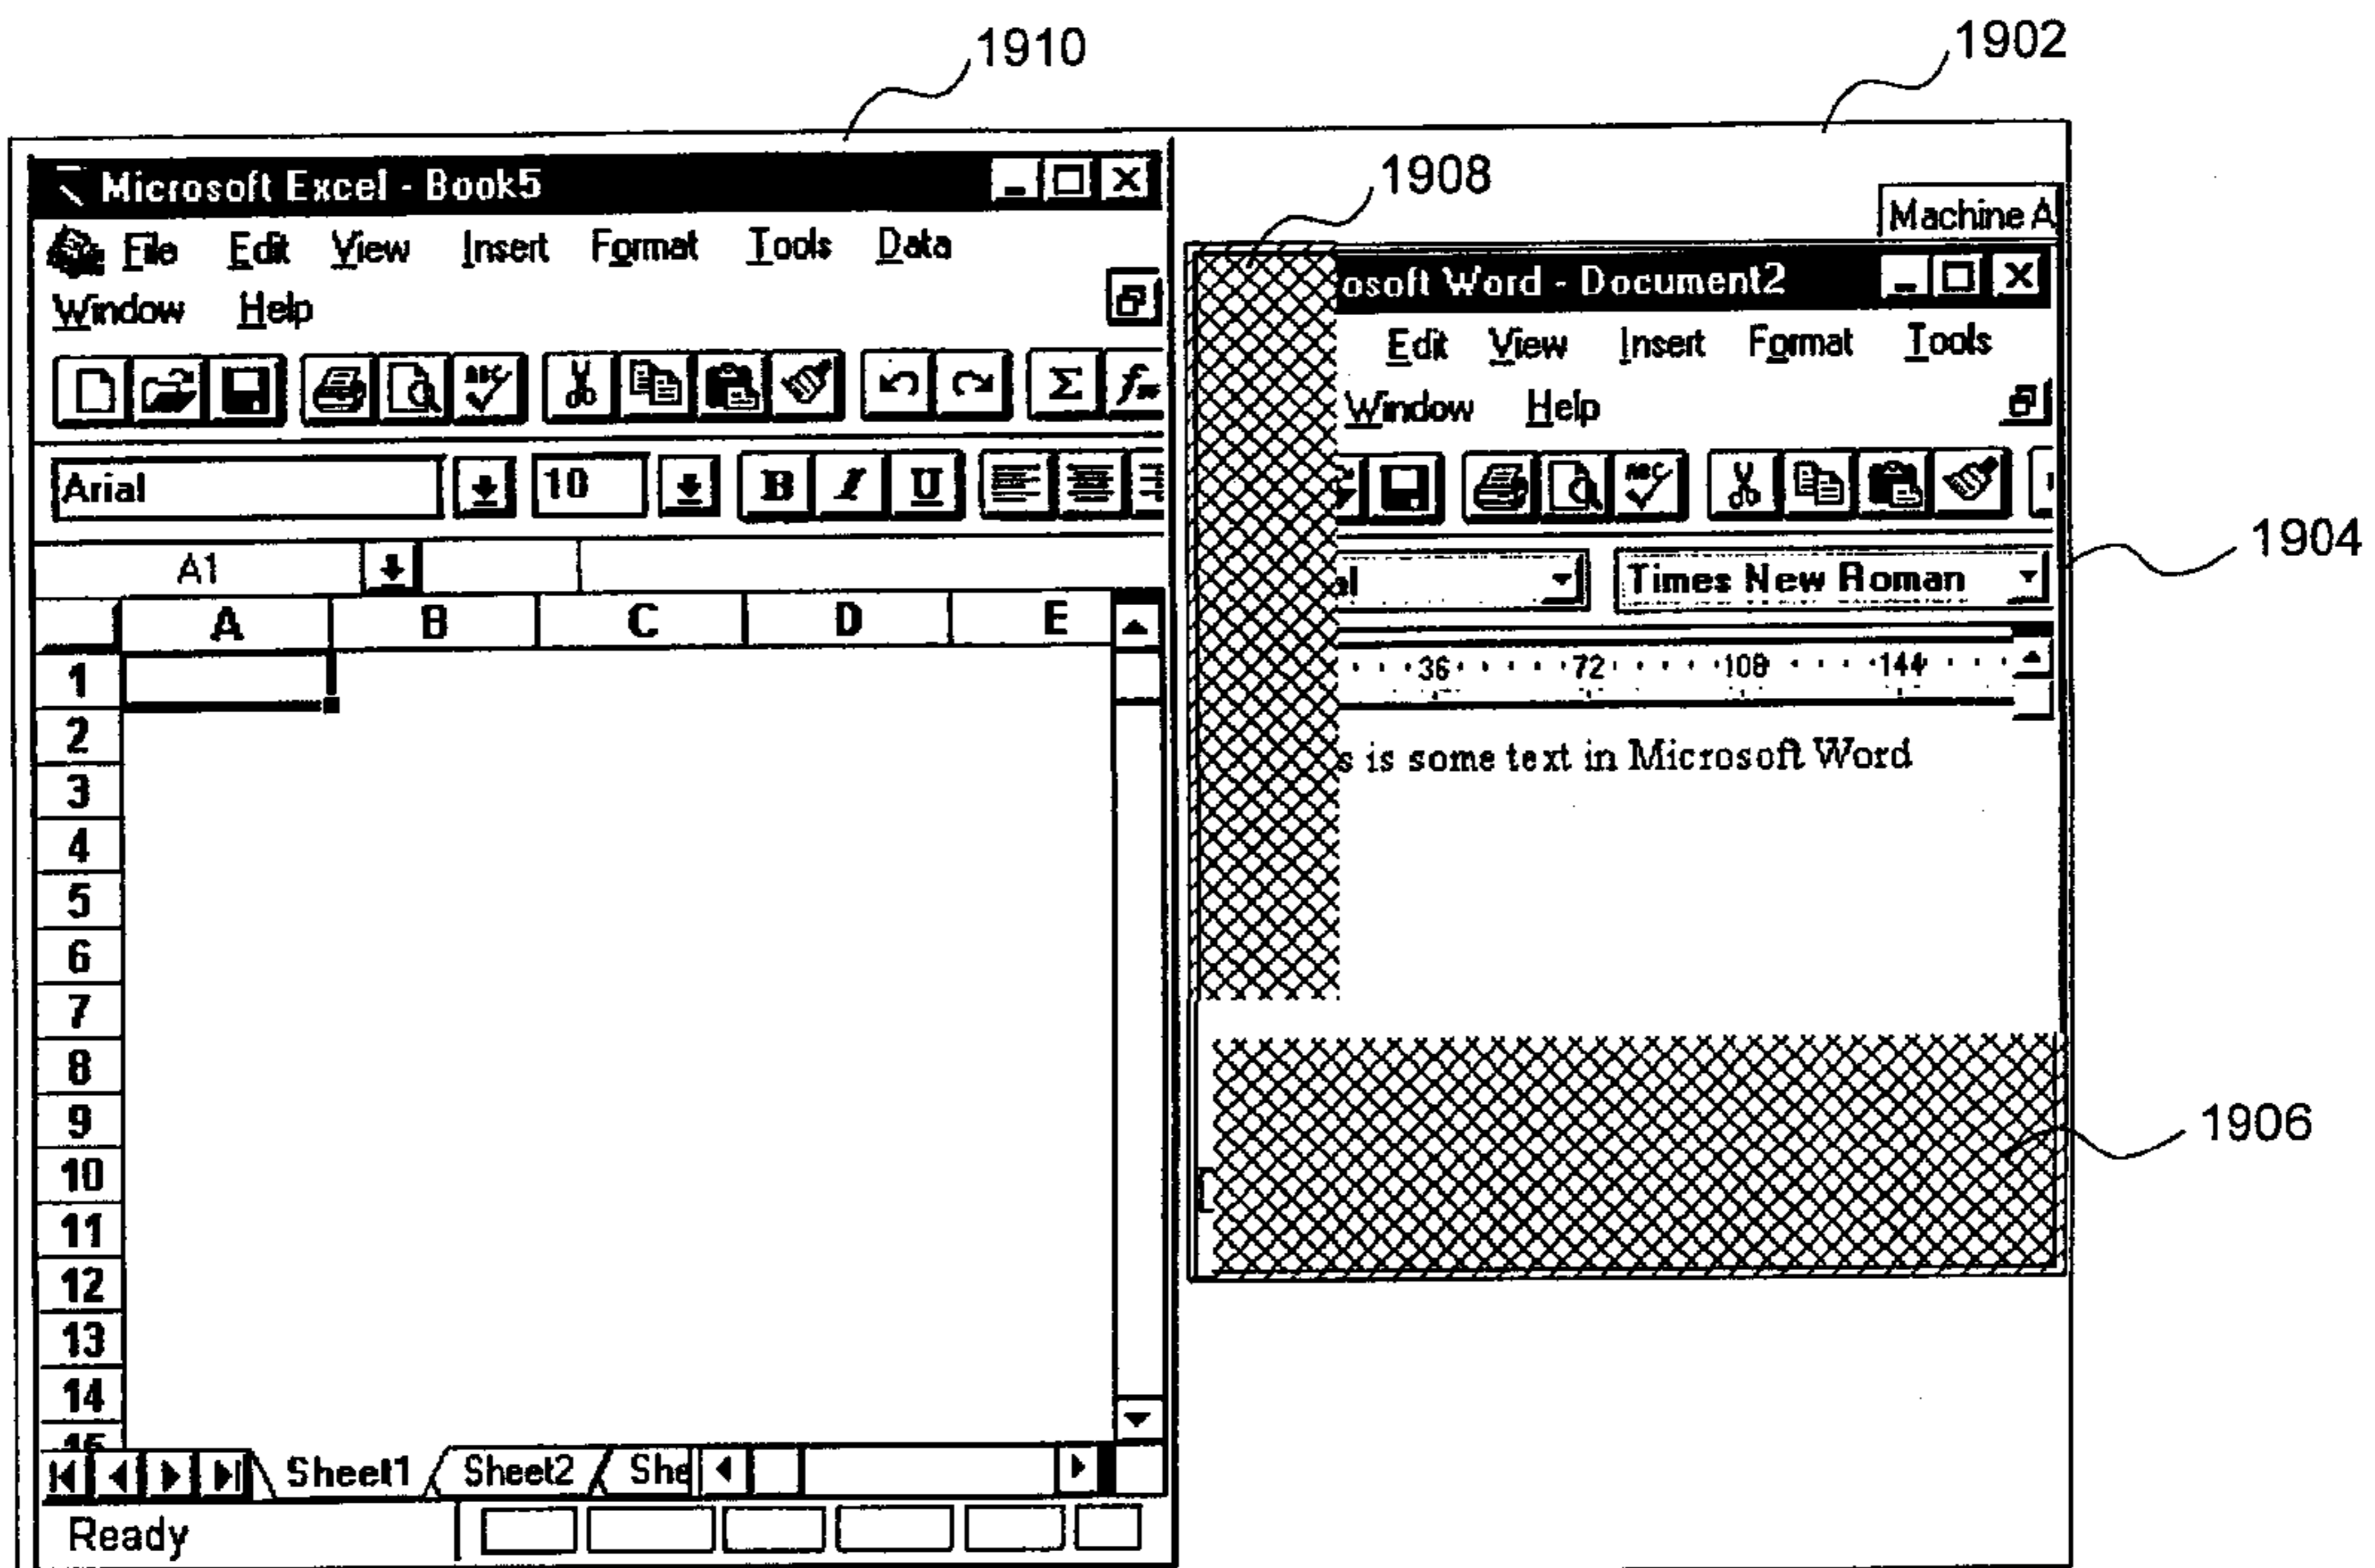 1910
1902
1908
Machine A
Microsoft Excel - Book5
File Edit View Insert Format Tools Data
Window Help
osoft Word - Document2
Edit View Insert Format Tools
Window Help
ABC
ABC
Arial
10
B I U
Σ
1904
A1
al
Times New Roman
A B C D E
36 72 108 144
1
2
s is some text in Microsoft Word
3
4
5
6
7
8
9
1906
10
11
12
13
14
15
Sheet1 Sheet2 She
Ready